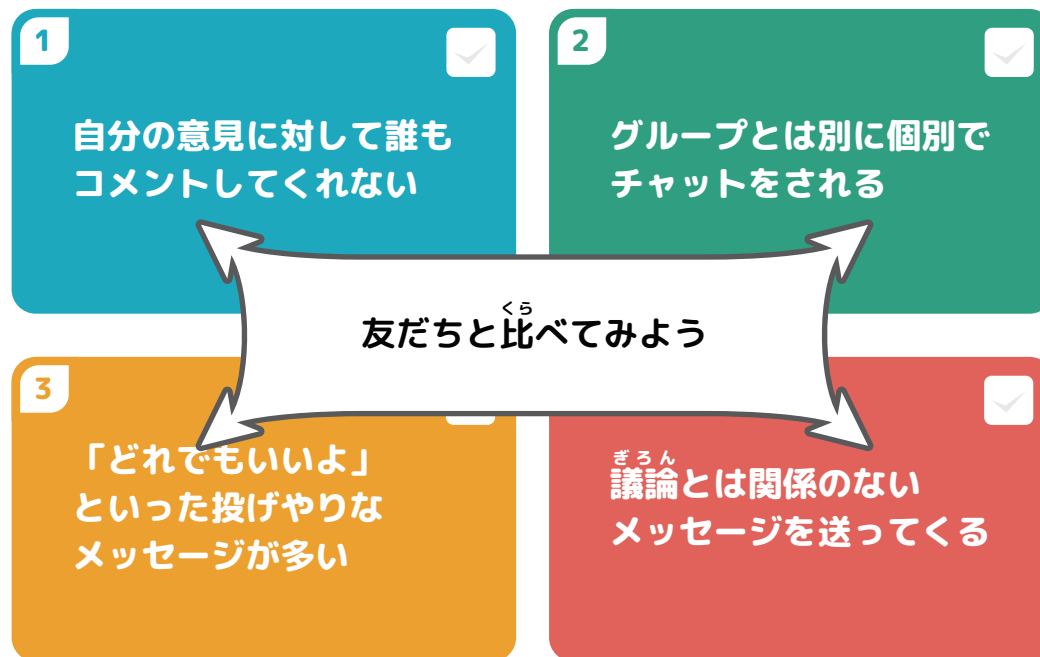 1
自分の意見に対して誰も
コメントしてくれない
2
グループとは別に個別で
チャットをされる
くら
友だちと比べてみよう
3
「どれでもいいよ」
といった投げやりな
メッセージが多い
ぎろん
議論とは関係のない
メッセージを送ってくる